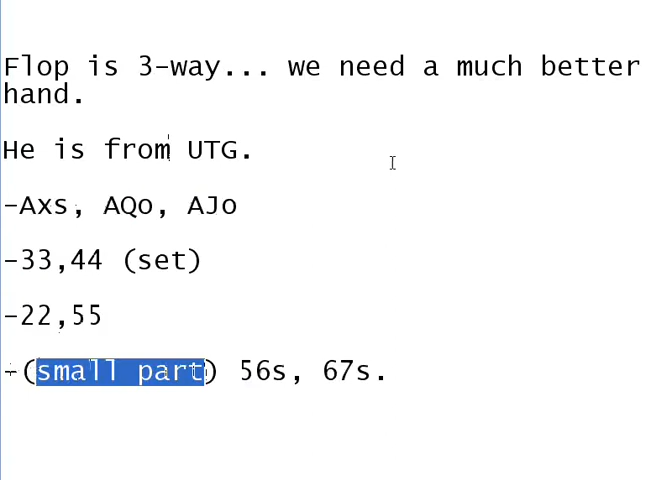 Flop is 3-way... we need a much better
hand.
He is from UTG.
-Axs, AQo, AJo
-33,44 (set)
-22,55
-(small part) 56s, 67s.